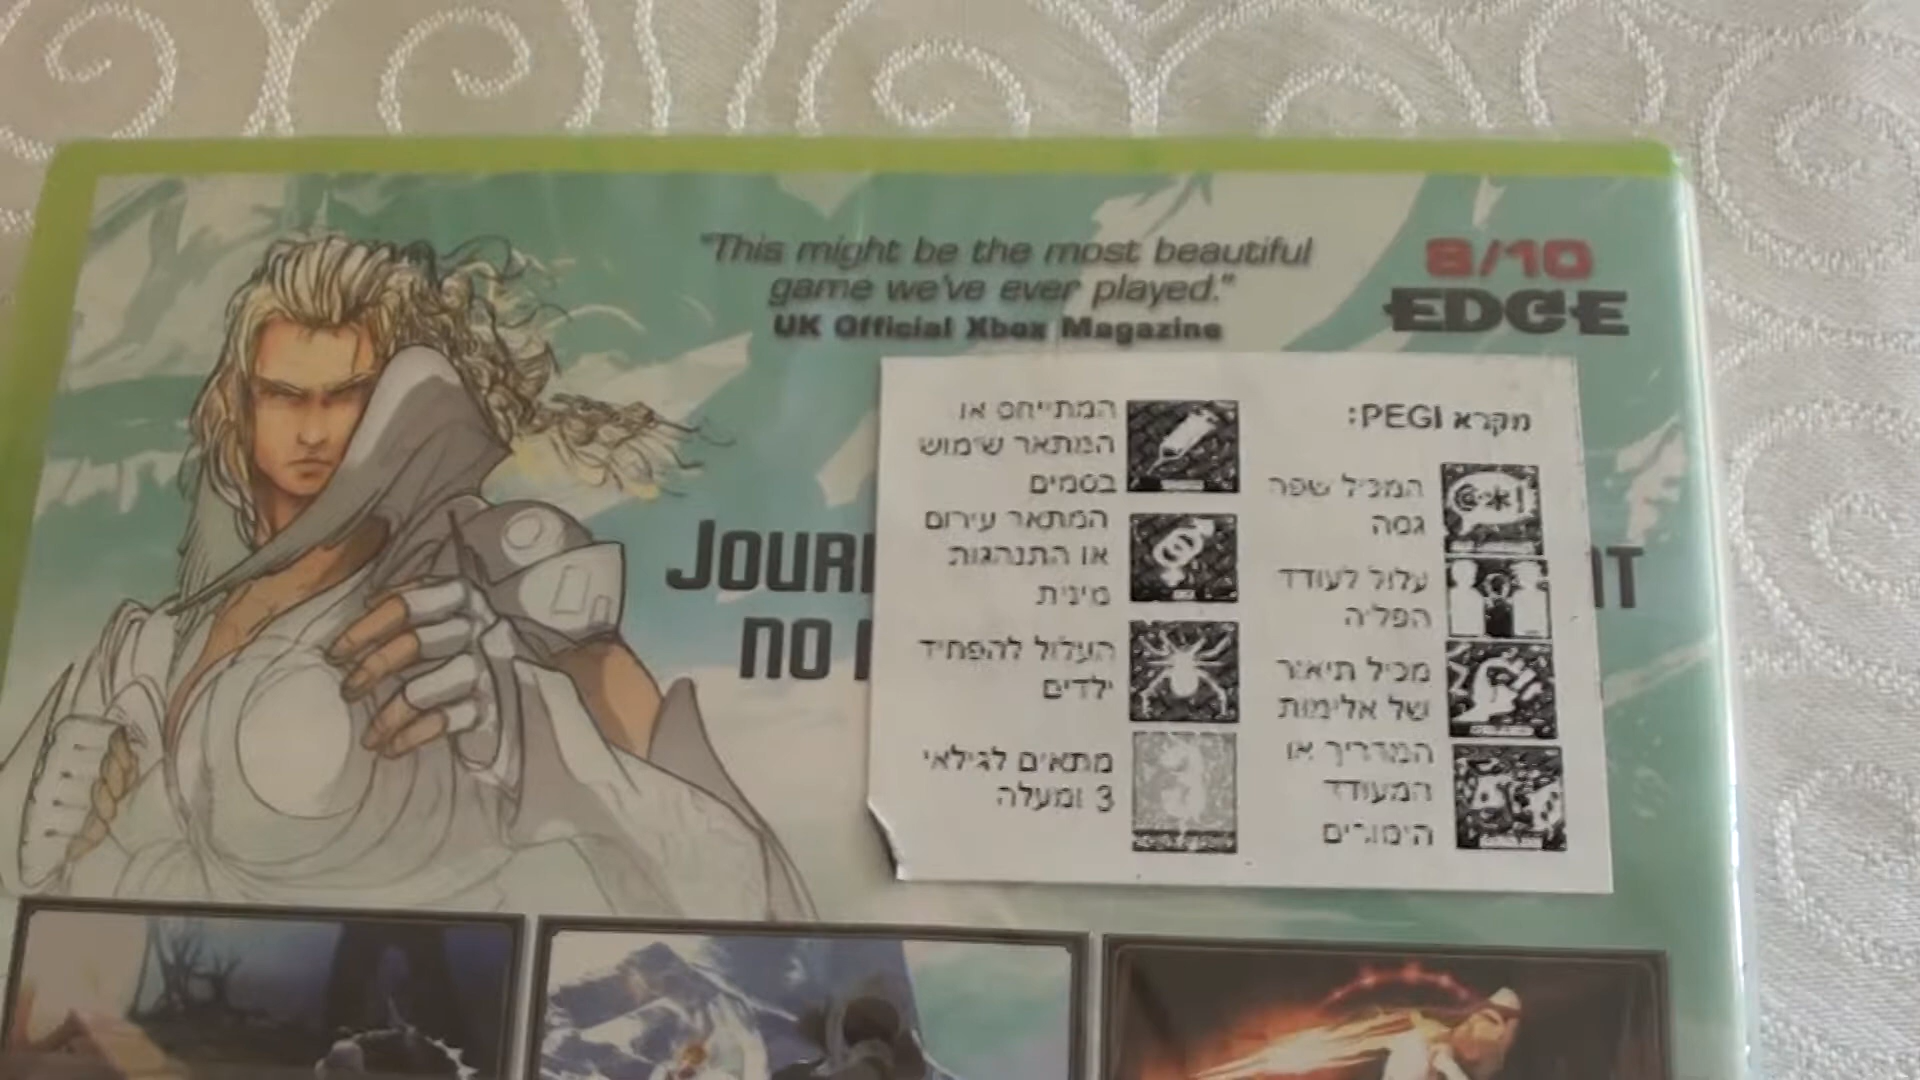 "This might be the most beautiful
game we've ever played."
UK Official Xbox Magazine
8/10
EDGE
JOUR
NO
מקרא PEGI:
המכיל שפה
גסה
עלול לעודד
הפליה
מכיל תיאור
של אלימות
המדריך או
המעודד
הימורים
המתייחס או
המתאר שימוש
בסמים
המתאר עירום
או התנהגות
מינית
העלול להפחיד
ילדים
מתאים לגילאי
3 ומעלה